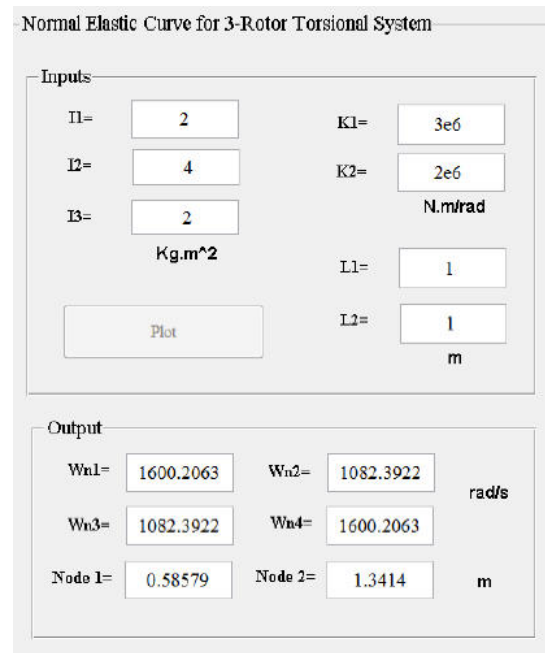 Normal Elastic Curve for 3-Rotor Torsional System
Inputs
I1= 2 K1= 3e6
I2= 4 K2= 2e6
N.m/rad
I3= 2
Kg.m^2
L1= 1
Plot L2= 1
m
Output
Wn1= 1600.2063 Wn2= 1082.3922
rad/s
Wn3= 1082.3922 Wn4= 1600.2063
Node 1= 0.58579 Node 2= 1.3414 m